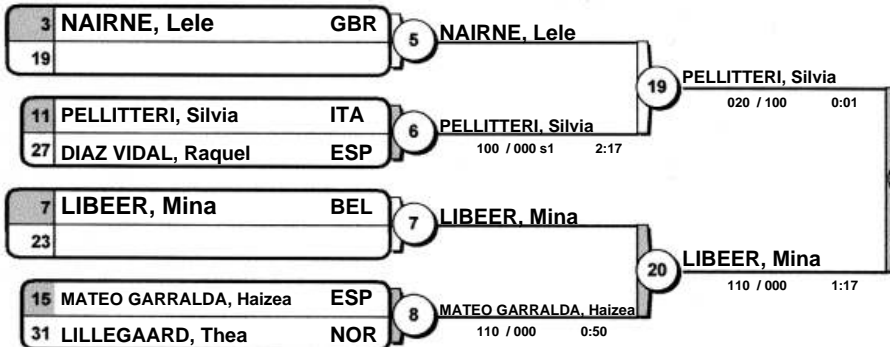 3 NAIRNE, Lele GBR
19
5
NAIRNE, Lele
11 PELLITTERI, Silvia ITA
27 DIAZ VIDAL, Raquel ESP
6
PELLITTERI, Silvia
100 / 000 s1 2:17
19
PELLITTERI, Silvia
020 / 100 0:01
7 LIBEER, Mina BEL
23
7
LIBEER, Mina
15 MATEO GARRALDA, Haizea ESP
31 LILLEGAARD, Thea NOR
8
MATEO GARRALDA, Haizea
110 / 000 0:50
20
LIBEER, Mina
110 / 000 1:17